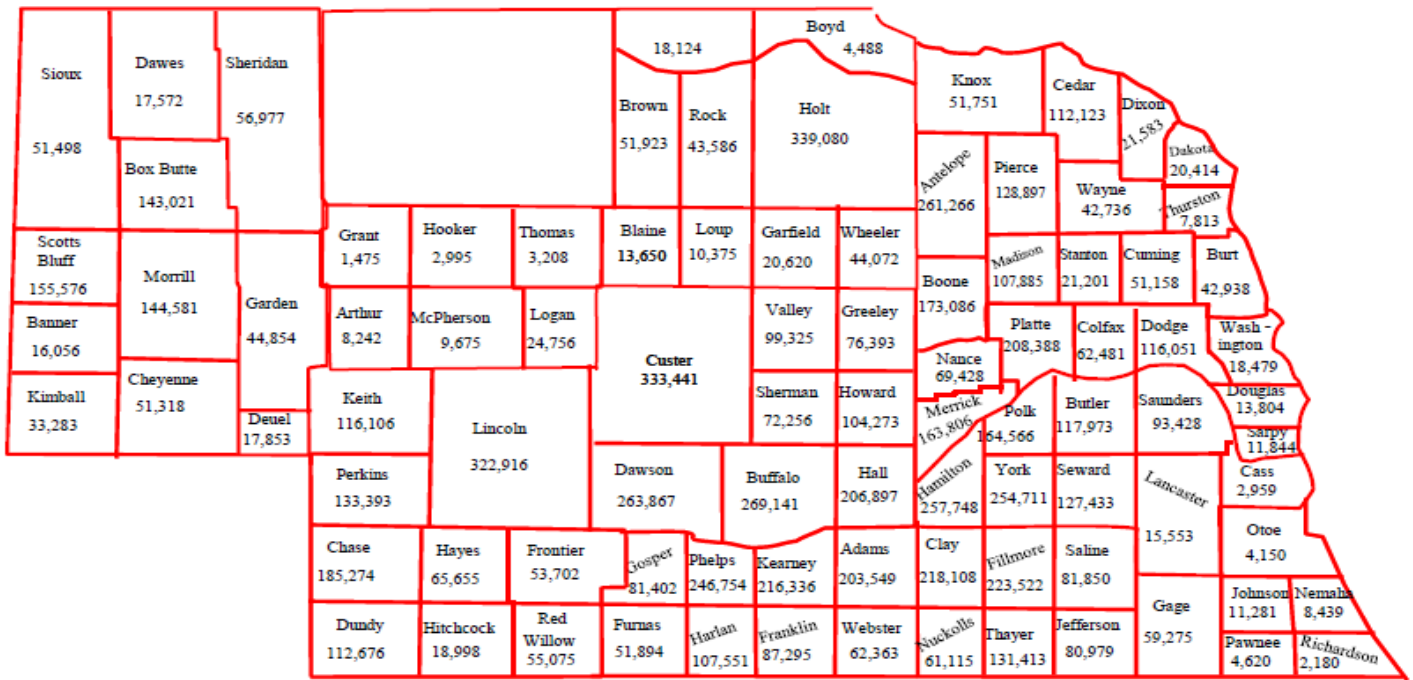 Sioux
51,498
Dawes
17,572
Sheridan
56,977
Box Butte
143,021
18,124
Boyd
4,488
Brown
51,923
Rock
43,586
Holt
339,080
Knox
51,751
Cedar
112,123
Dixon
21,583
Dakota
20,414
Antelope
261,266
Pierce
128,897
Wayne
42,736
Thurston
7,813
Scotts
Bluff
155,576
Morrill
144,581
Garden
44,854
Grant
1,475
Hooker
2,995
Thomas
3,208
Blaine
13,650
Loup
10,375
Garfield
20,620
Wheeler
44,072
Boone
173,086
Madison
107,885
Stanton
21,201
Cuming
51,158
Burt
42,938
Banner
16,056
Arthur
8,242
McPherson
9,675
Logan
24,756
Custer
333,441
Valley
99,325
Greeley
76,393
Nance
69,428
Platte
208,388
Colfax
62,481
Dodge
116,051
Wash -
ington
18,479
Kimball
33,283
Cheyenne
51,318
Deuel
17,853
Keith
116,106
Lincoln
322,916
Sherman
72,256
Howard
104,273
Merrick
163,806
Polk
164,566
Butler
117,973
Saunders
93,428
Douglas
13,804
Sarpy
11,844
Perkins
133,393
Dawson
263,867
Buffalo
269,141
Hall
206,897
Hamilton
257,748
York
254,711
Seward
127,433
Lancaster
15,553
Cass
2,959
Otoe
4,150
Chase
185,274
Hayes
65,655
Frontier
53,702
Gosper
81,402
Phelps
246,754
Kearney
216,336
Adams
203,549
Clay
218,108
Fillmore
223,522
Saline
81,850
Gage
59,275
Johnson
11,281
Nemaha
8,439
Dundy
112,676
Hitchcock
18,998
Red
Willow
55,075
Furnas
51,894
Harlan
107,551
Franklin
87,295
Webster
62,363
Nuckolls
61,115
Thayer
131,413
Jefferson
80,979
Pawnee
4,620
Richardson
2,180